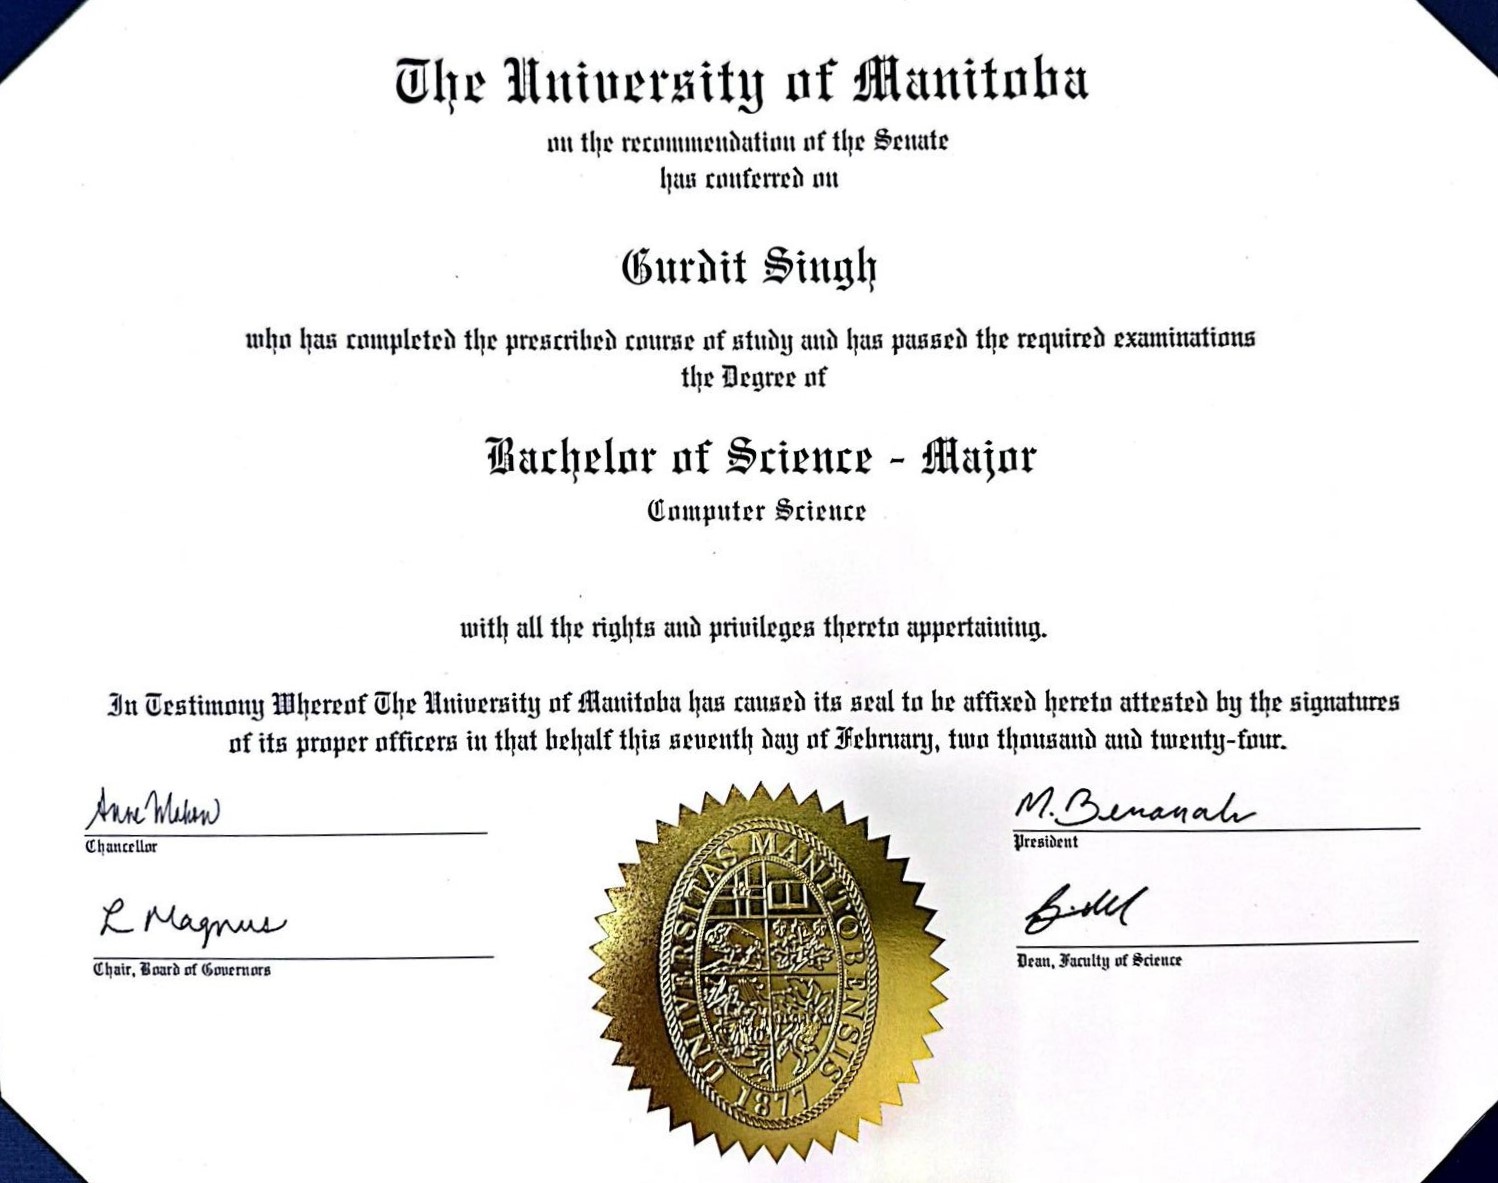 The University of Manitoba
on the recommendation of the Senate
has conferred on
Gurdit Singh
who has completed the prescribed course of study and has passed the required examinations
the Degree of
Bachelor of Science - Major
Computer Science
with all the rights and privileges thereto appertaining.
In Testimony Whereof The University of Manitoba has caused its seal to be affixed hereto attested by the signatures
of its proper officers in that behalf this seventh day of February, two thousand and twenty-four.
Anne Mahon
Chancellor
M. Benarroch
President
L Magnus
Chair, Board of Governors
Dean, Faculty of Science
UNIVERSITAS MANITOBENSIS
1877